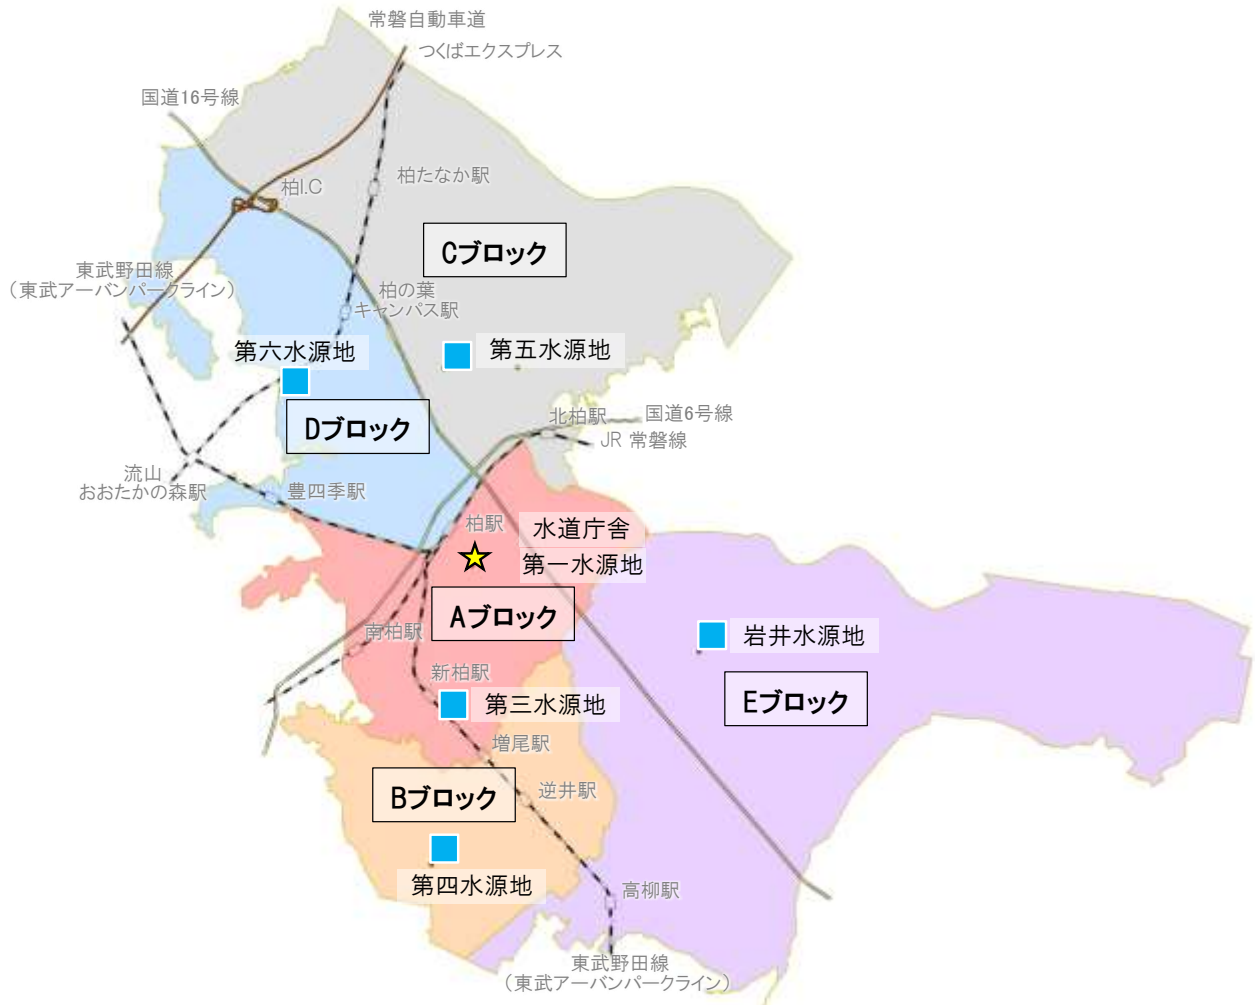 常磐自動車道
つくばエクスプレス
国道16号線
柏I.C
柏たなか駅
Cブロック
東武野田線
（東武アーバンパークライン）
柏の葉
キャンパス駅
第六水源地
第五水源地
Dブロック
北柏駅
国道6号線
JR 常磐線
流山
おおたかの森駅
豊四季駅
柏駅
水道庁舎
第一水源地
Aブロック
南柏駅
岩井水源地
新柏駅
第三水源地
Eブロック
増尾駅
Bブロック
逆井駅
第四水源地
高柳駅
東武野田線
（東武アーバンパークライン）